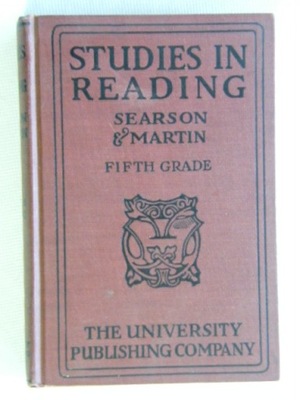 STUDIES IN
READING
SEARSON
& MARTIN
FIFTH GRADE
THE UNIVERSITY
PUBLISHING COMPANY